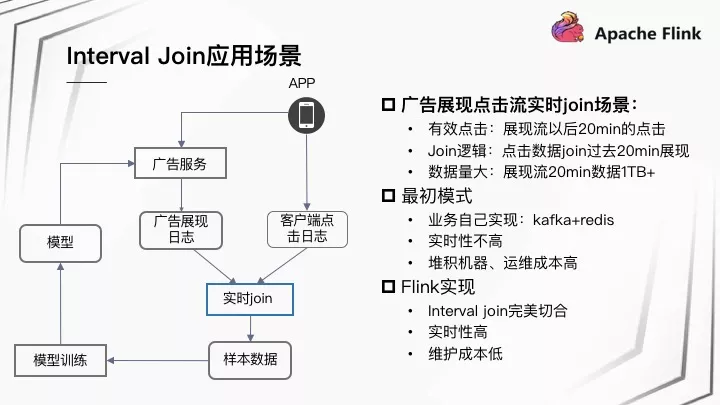 Apache Flink
Interval Join应用场景
APP
广告服务
广告展现
日志
客户端点
击日志
模型
实时join
模型训练
样本数据
广告展现点击流实时join场景：
• 有效点击：展现流以后20min的点击
• Join逻辑：点击数据join过去20min展现
• 数据量大：展现流20min数据1TB+
最初模式
• 业务自己实现：kafka+redis
• 实时性不高
• 堆积机器、运维成本高
Flink实现
• Interval join完美切合
• 实时性高
• 维护成本低